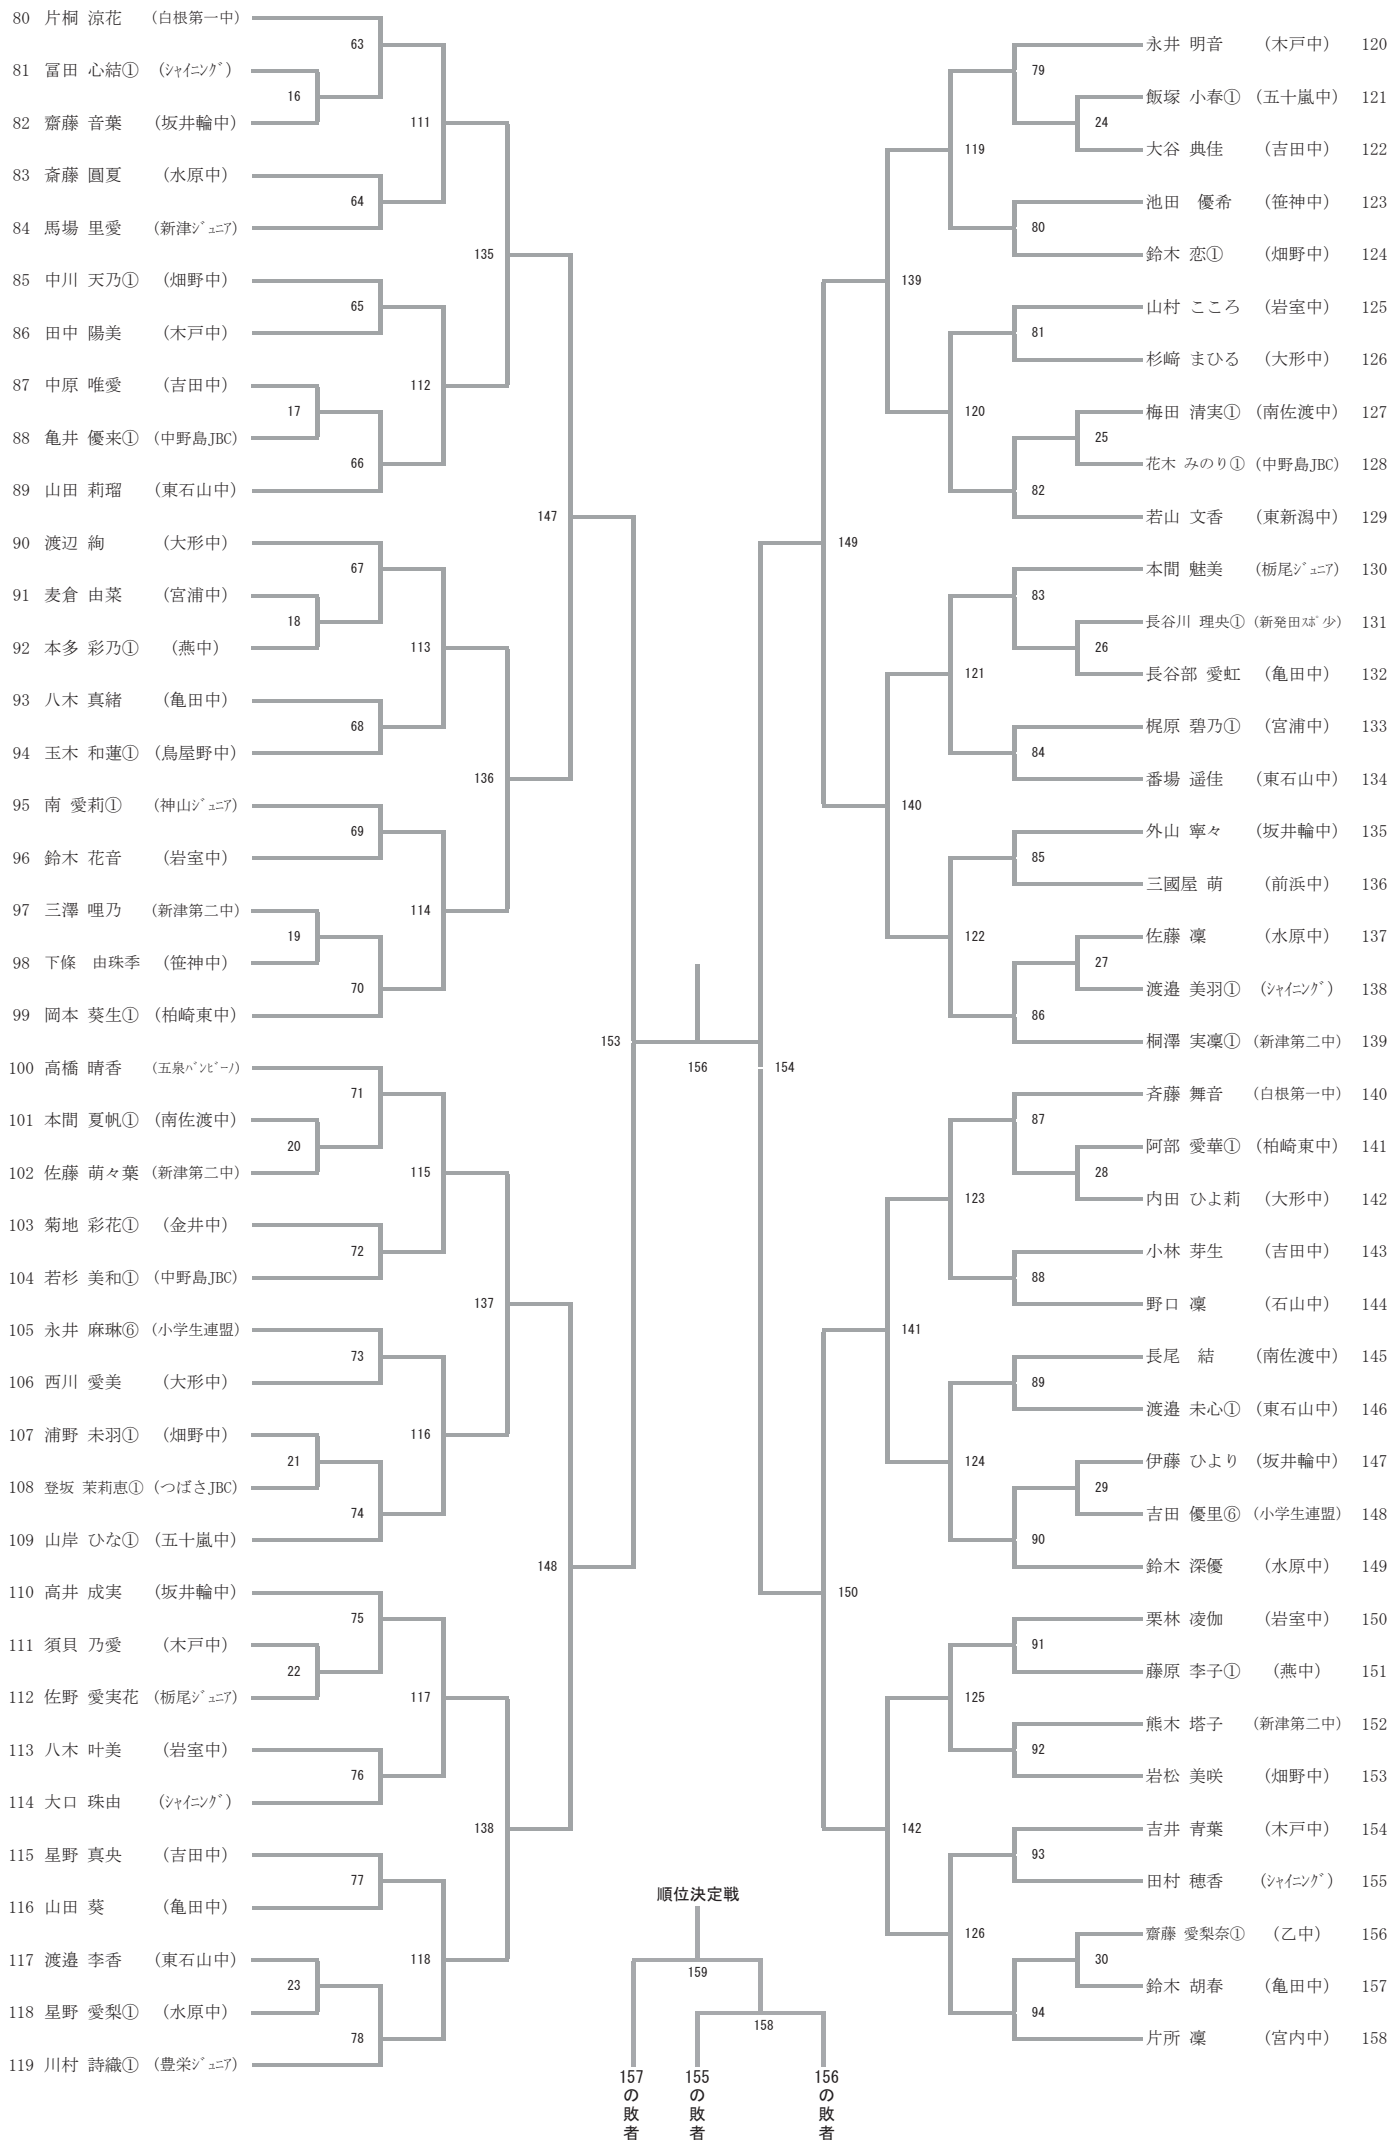 80 片桐 涼花 (白根第一中)
81 冨田 心結① (ｼｬｲﾆﾝｸﾞ)
82 齋藤 音葉 (坂井輪中)
83 斎藤 圓夏 (水原中)
84 馬場 里愛 (新津ｼﾞｭﾆｱ)
85 中川 天乃① (畑野中)
86 田中 陽美 (木戸中)
87 中原 唯愛 (吉田中)
88 亀井 優来① (中野島JBC)
89 山田 莉瑠 (東石山中)
90 渡辺 絢 (大形中)
91 麦倉 由菜 (宮浦中)
92 本多 彩乃① (燕中)
93 八木 真緒 (亀田中)
94 玉木 和蓮① (鳥屋野中)
95 南 愛莉① (神山ｼﾞｭﾆｱ)
96 鈴木 花音 (岩室中)
97 三澤 哩乃 (新津第二中)
98 下條 由珠季 (笹神中)
99 岡本 葵生① (柏崎東中)
100 高橋 晴香 (五泉ﾊﾞﾝﾋﾞｰﾉ)
101 本間 夏帆① (南佐渡中)
102 佐藤 萌々葉 (新津第二中)
103 菊地 彩花① (金井中)
104 若杉 美和① (中野島JBC)
105 永井 麻琳⑥ (小学生連盟)
106 西川 愛美 (大形中)
107 浦野 未羽① (畑野中)
108 登坂 茉莉恵① (つばさJBC)
109 山岸 ひな① (五十嵐中)
110 高井 成実 (坂井輪中)
111 須貝 乃愛 (木戸中)
112 佐野 愛実花 (栃尾ｼﾞｭﾆｱ)
113 八木 叶美 (岩室中)
114 大口 珠由 (ｼｬｲﾆﾝｸﾞ)
115 星野 真央 (吉田中)
116 山田 葵 (亀田中)
117 渡邉 李香 (東石山中)
118 星野 愛梨① (水原中)
119 川村 詩織① (豊栄ｼﾞｭﾆｱ)
16
17
18
19
20
21
22
23
63
64
65
66
67
68
69
70
71
72
73
74
75
76
77
78
111
112
113
114
115
116
117
118
135
136
137
138
147
148
153
156
154
149
150
139
140
141
142
119
120
121
122
123
124
125
126
79
80
81
82
83
84
85
86
87
88
89
90
91
92
93
94
24
25
26
27
28
29
30
永井 明音 (木戸中) 120
飯塚 小春① (五十嵐中) 121
大谷 典佳 (吉田中) 122
池田 優希 (笹神中) 123
鈴木 恋① (畑野中) 124
山村 こころ (岩室中) 125
杉﨑 まひる (大形中) 126
梅田 清実① (南佐渡中) 127
花木 みのり① (中野島JBC) 128
若山 文香 (東新潟中) 129
本間 魅美 (栃尾ｼﾞｭﾆｱ) 130
長谷川 理央① (新発田ｽﾎﾟ少) 131
長谷部 愛虹 (亀田中) 132
梶原 碧乃① (宮浦中) 133
番場 遥佳 (東石山中) 134
外山 寧々 (坂井輪中) 135
三國屋 萌 (前浜中) 136
佐藤 凜 (水原中) 137
渡邉 美羽① (ｼｬｲﾆﾝｸﾞ) 138
桐澤 実凜① (新津第二中) 139
斉藤 舞音 (白根第一中) 140
阿部 愛華① (柏崎東中) 141
内田 ひよ莉 (大形中) 142
小林 芽生 (吉田中) 143
野口 凜 (石山中) 144
長尾 結 (南佐渡中) 145
渡邉 未心① (東石山中) 146
伊藤 ひより (坂井輪中) 147
吉田 優里⑥ (小学生連盟) 148
鈴木 深優 (水原中) 149
栗林 凌伽 (岩室中) 150
藤原 李子① (燕中) 151
熊木 塔子 (新津第二中) 152
岩松 美咲 (畑野中) 153
吉井 青葉 (木戸中) 154
田村 穂香 (ｼｬｲﾆﾝｸﾞ) 155
齋藤 愛梨奈① (乙中) 156
鈴木 胡春 (亀田中) 157
片所 凜 (宮内中) 158
順位決定戦
159
158
157の敗者
155の敗者
156の敗者